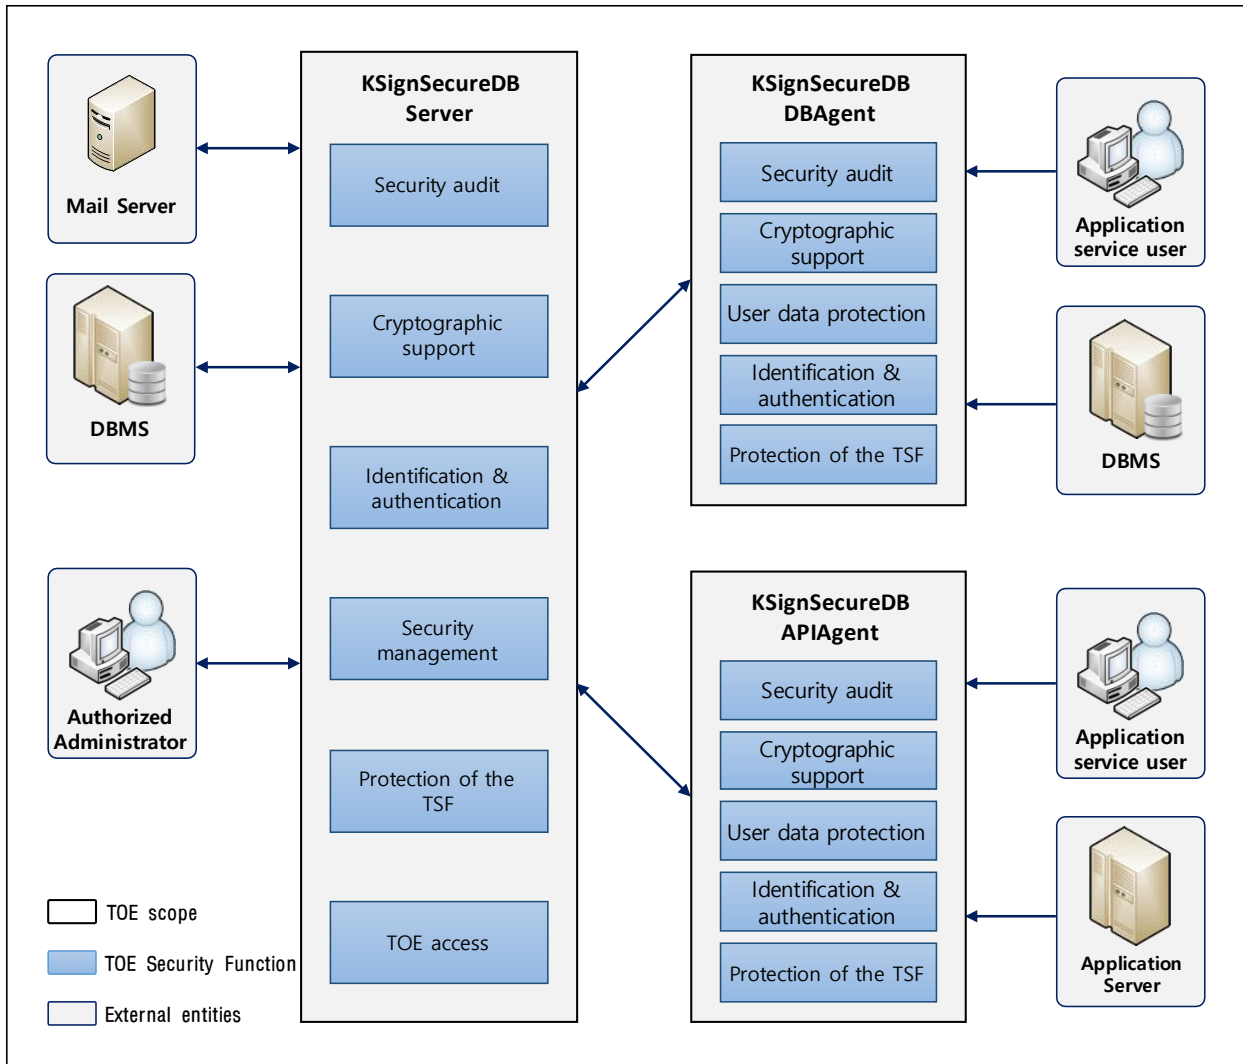 Mail Server
DBMS
Authorized
Administrator
KSignSecureDB
Server
Security audit
Cryptographic
support
Identification &
authentication
Security
management
Protection of the
TSF
TOE access
KSignSecureDB
DBAgent
Security audit
Cryptographic
support
User data protection
Identification &
authentication
Protection of the TSF
KSignSecureDB
APIAgent
Security audit
Cryptographic
support
User data protection
Identification &
authentication
Protection of the TSF
Application
service user
DBMS
Application
service user
Application
Server
TOE scope
TOE Security Function
External entities